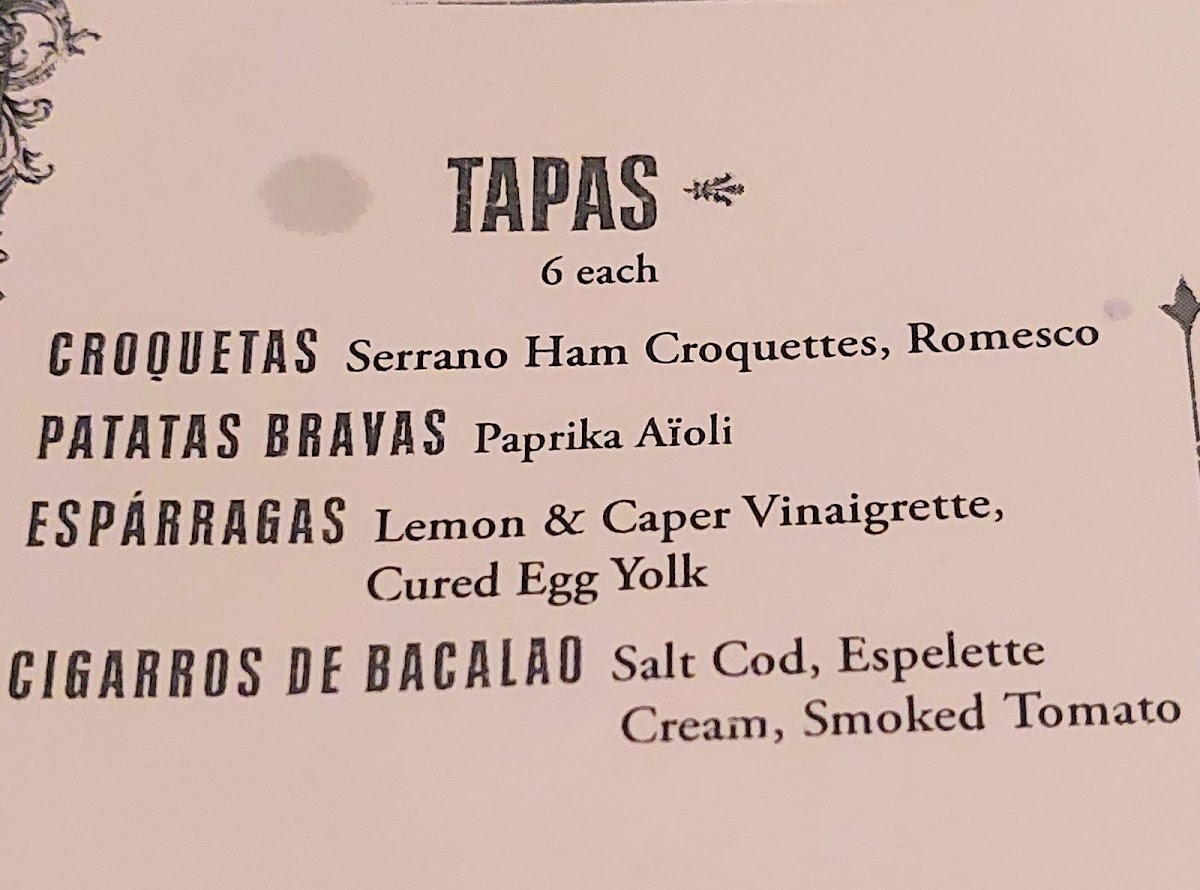 TAPAS
6 each
CROQUETAS Serrano Ham Croquettes, Romesco
PATATAS BRAVAS Paprika Aïoli
ESPÁRRAGAS Lemon & Caper Vinaigrette,
Cured Egg Yolk
CIGARROS DE BACALAO Salt Cod, Espelette
Cream, Smoked Tomato